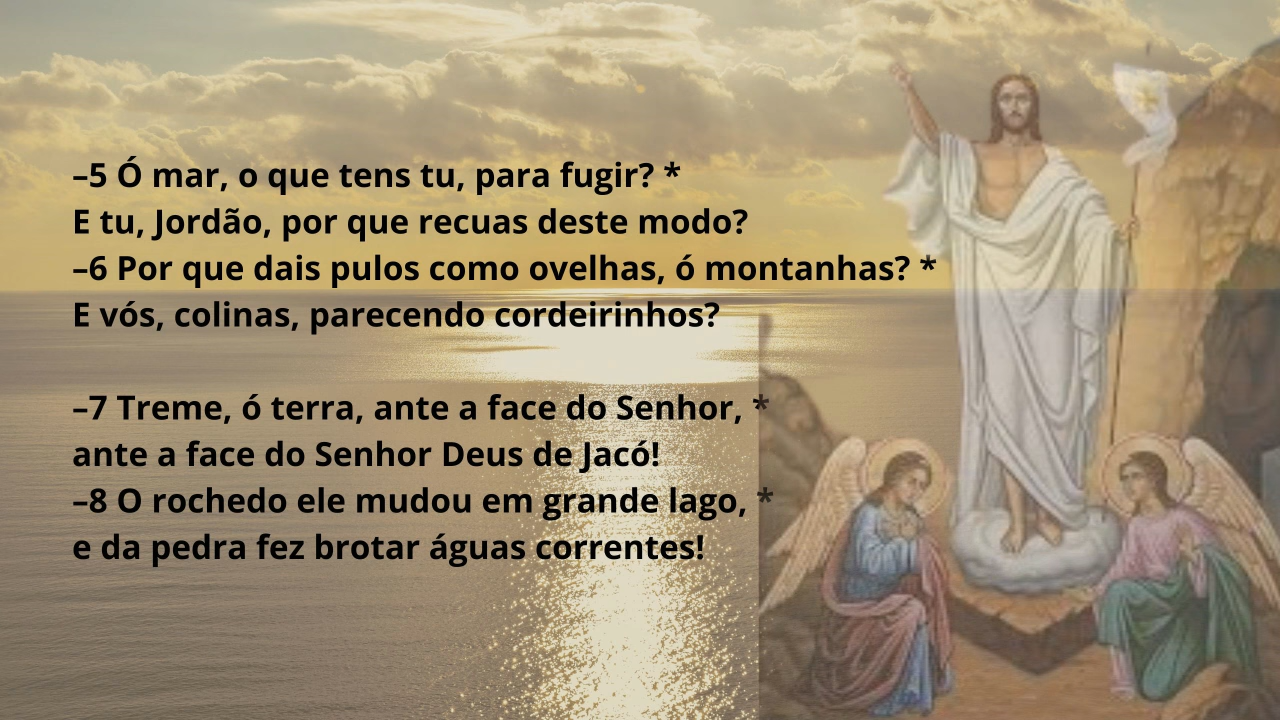 –5 Ó mar, o que tens tu, para fugir? *
E tu, Jordão, por que recuas deste modo?
–6 Por que dais pulos como ovelhas, ó montanhas? *
E vós, colinas, parecendo cordeirinhos?
–7 Treme, ó terra, ante a face do Senhor, *
ante a face do Senhor Deus de Jacó!
–8 O rochedo ele mudou em grande lago, *
e da pedra fez brotar águas correntes!